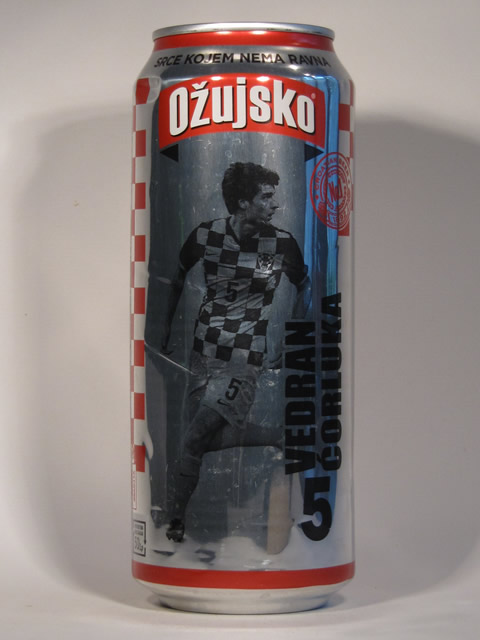 SRCE KOJEM NEMA RAVNA
Ožujsko
5
5
VEDRAN
ĆORLUKA
5